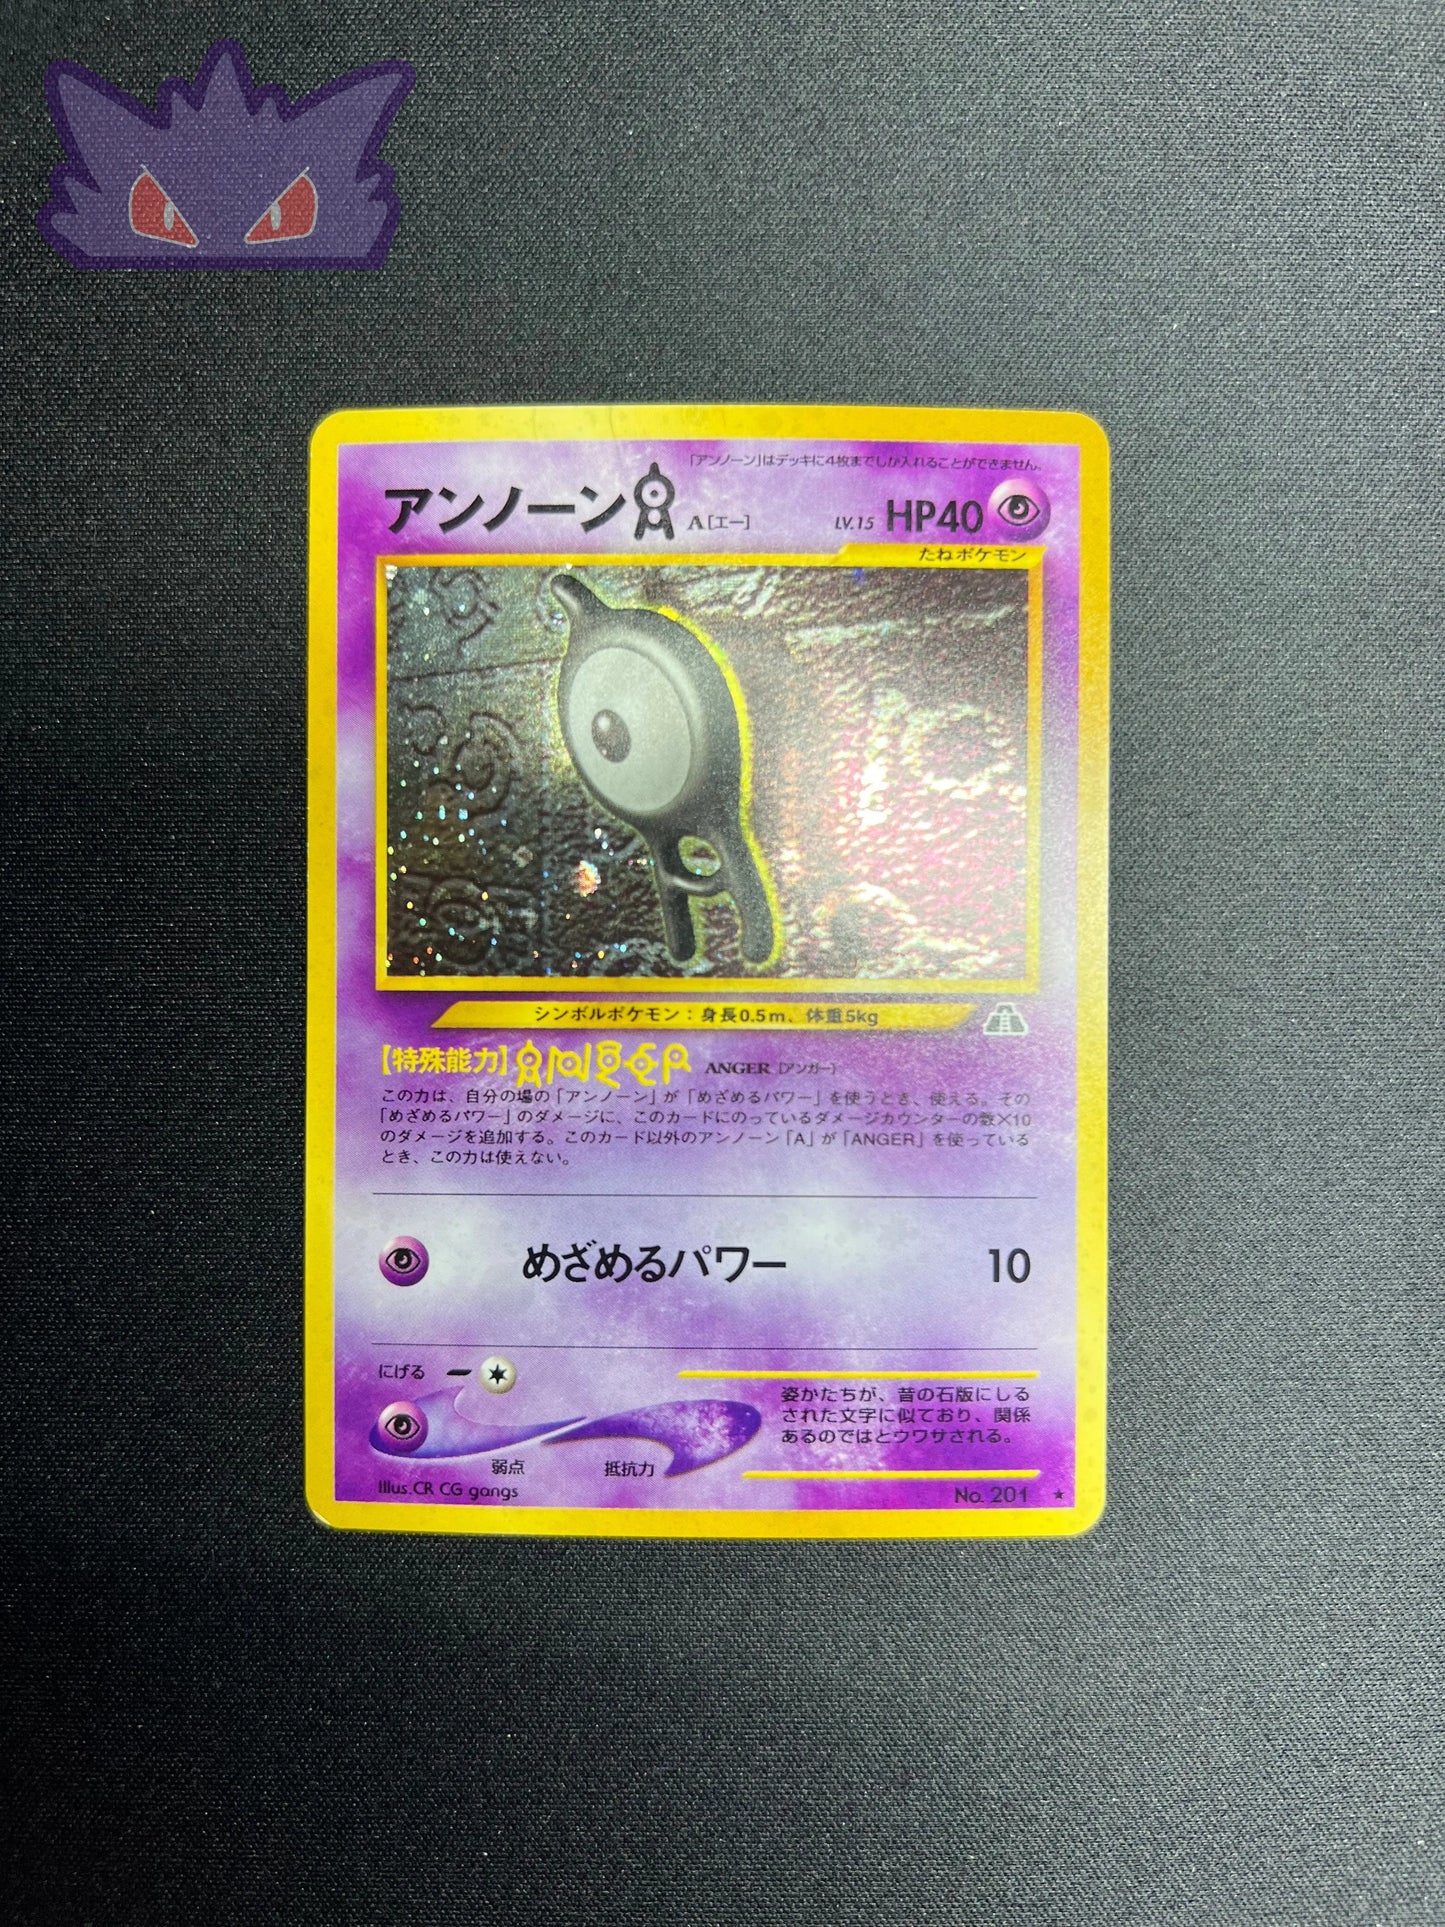 「アンノーン」はデッキに4枚までしか入れることができません。
アンノーン A [エー] LV.15 HP40
たねポケモン
シンボルポケモン：身長0.5m、体重5kg
【特殊能力】 ANGER [アンガー]
この力は、自分の場の「アンノーン」が「めざめるパワー」を使うとき、使える。その
「めざめるパワー」のダメージに、このカードにのっているダメージカウンターの数×10
のダメージを追加する。このカード以外のアンノーン「A」が「ANGER」を使っている
とき、この力は使えない。
めざめるパワー 10
にげる
弱点 抵抗力
姿かたちが、昔の石版にしる
された文字に似ており、関係
あるのではとウワサされる。
Illus.CR CG gangs
No. 201 ★